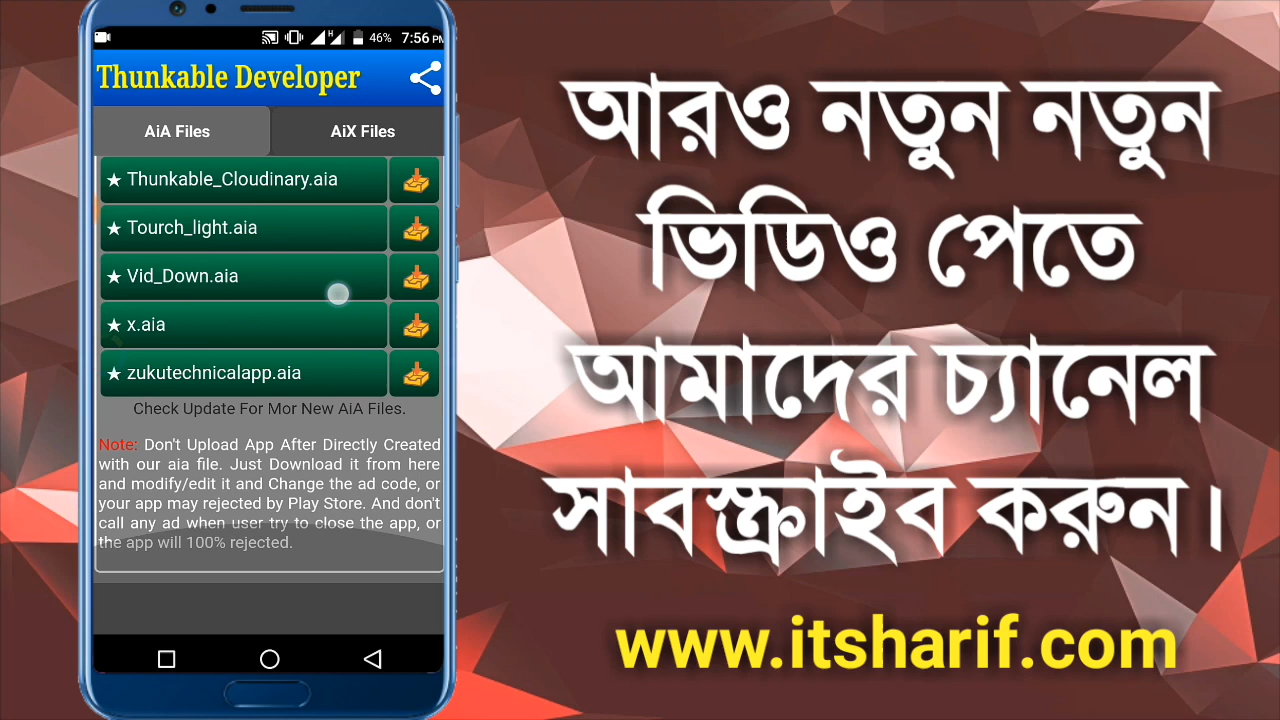 46% 7:56 PM
Thunkable Developer
AiA Files AiX Files
★ Thunkable_Cloudinary.aia
★ Tourch_light.aia
★ Vid_Down.aia
★ x.aia
★ zukutechnicalapp.aia
Check Update For Mor New AiA Files.
Note: Don't Upload App After Directly Created
with our aia file. Just Download it from here
and modify/edit it and Change the ad code, or
your app may rejected by Play Store. And don't
call any ad when user try to close the app, or
the app will 100% rejected.
আরও নতুন নতুন
ভিডিও পেতে
আমাদের চ্যানেল
সাবস্ক্রাইব করুন।
www.itsharif.com